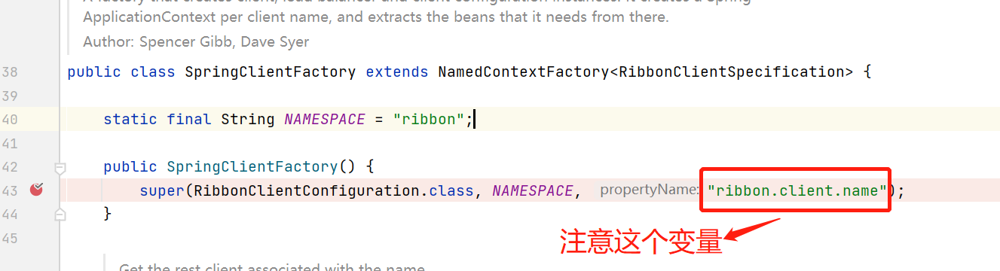 A factory that creates client, load balancer and client configuration instances. It creates a Spring
ApplicationContext per client name, and extracts the beans that it needs from there.
Author: Spencer Gibb, Dave Syer
38 public class SpringClientFactory extends NamedContextFactory<RibbonClientSpecification> {
39
40 static final String NAMESPACE = "ribbon";
41
42 public SpringClientFactory() {
43 super(RibbonClientConfiguration.class, NAMESPACE, propertyName: "ribbon.client.name");
44 }
注意这个变量
45
Get the rest client associated with the name